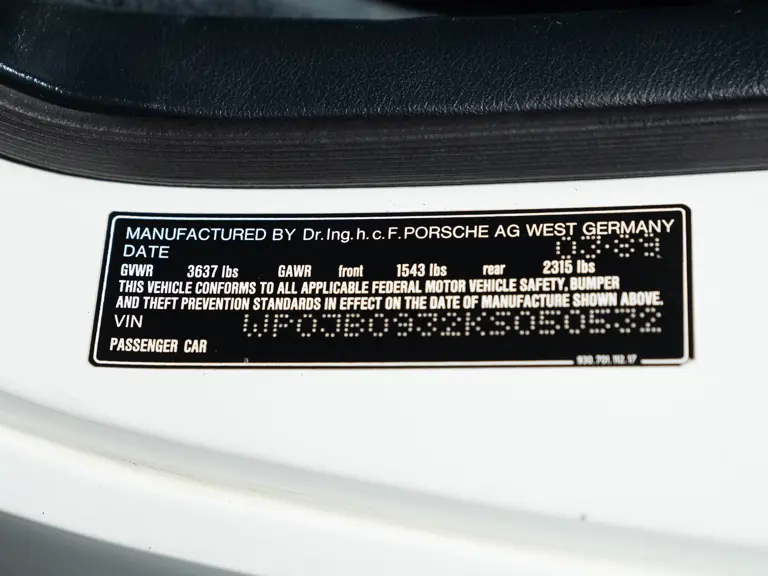 MANUFACTURED BY Dr.Ing.h.c.F.PORSCHE AG WEST GERMANY
DATE 03·89
GVWR 3637 lbs GAWR front 1543 lbs rear 2315 lbs
THIS VEHICLE CONFORMS TO ALL APPLICABLE FEDERAL MOTOR VEHICLE SAFETY, BUMPER
AND THEFT PREVENTION STANDARDS IN EFFECT ON THE DATE OF MANUFACTURE SHOWN ABOVE.
VIN WP0JB0932KS050532
PASSENGER CAR
930.701.112.17